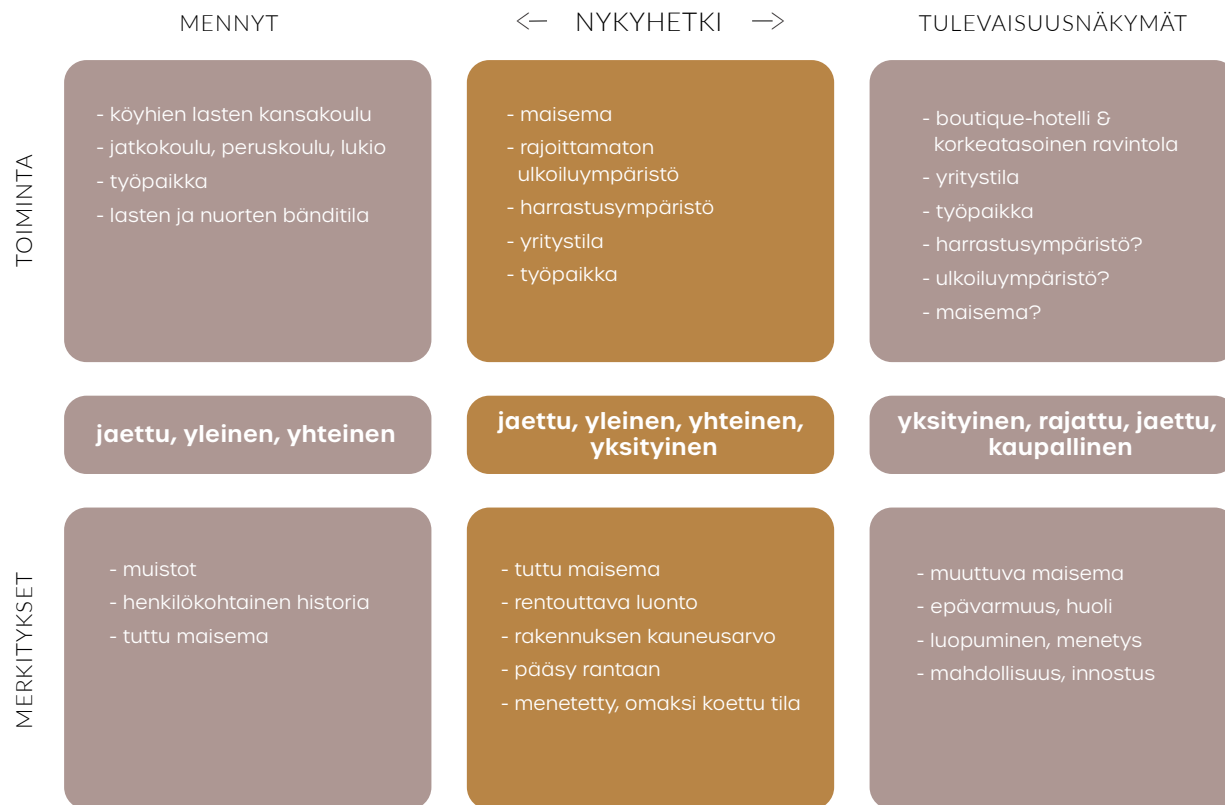 MENNYT
<— NYKYHETKI —>
TULEVAISUUSNÄKYMÄT
TOIMINTA
- köyhien lasten kansakoulu
- jatkokoulu, peruskoulu, lukio
- työpaikka
- lasten ja nuorten bänditila
- maisema
- rajoittamaton
ulkoiluympäristö
- harrastusympäristö
- yritystila
- työpaikka
- boutique-hotelli &
korkeatasoinen ravintola
- yritystila
- työpaikka
- harrastusympäristö?
- ulkoiluympäristö?
- maisema?
jaettu, yleinen, yhteinen
jaettu, yleinen, yhteinen,
yksityinen
yksityinen, rajattu, jaettu,
kaupallinen
MERKITYKSET
- muistot
- henkilökohtainen historia
- tuttu maisema
- tuttu maisema
- rentouttava luonto
- rakennuksen kauneusarvo
- pääsy rantaan
- menetetty, omaksi koettu tila
- muuttuva maisema
- epävarmuus, huoli
- luopuminen, menetys
- mahdollisuus, innostus